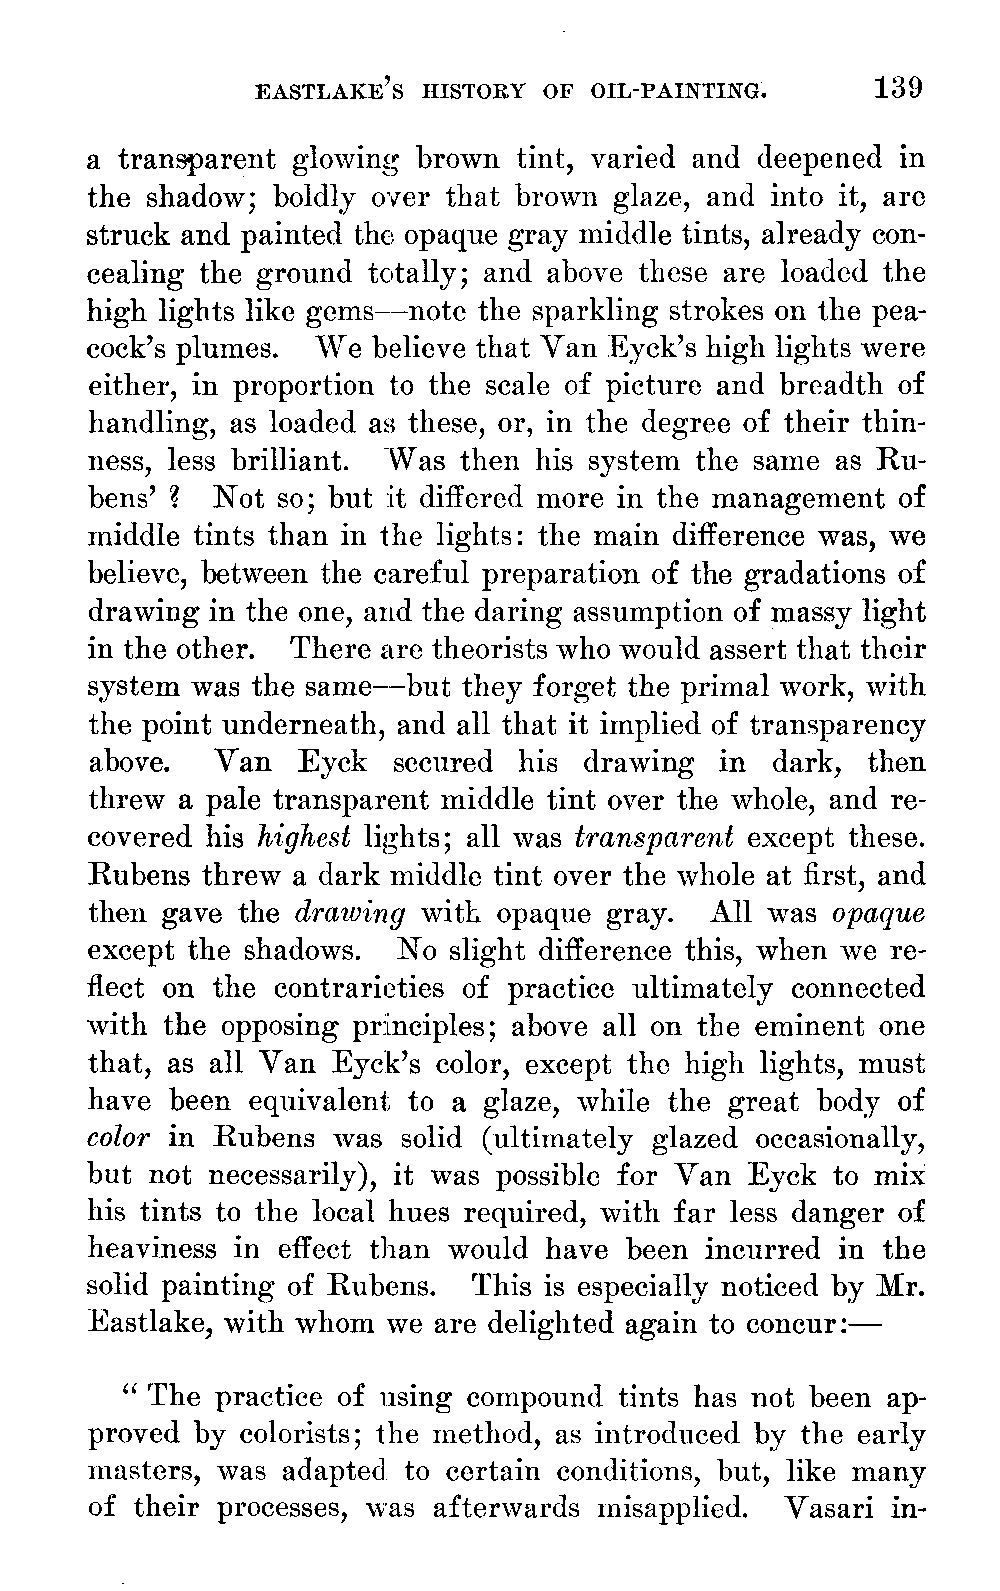 EASTLAKE'S HISTORY OF OIL-PAINTING. 139
a transparent glowing brown tint, varied and deepened in
the shadow; boldly over that brown glaze, and into it, are
struck and painted the opaque gray middle tints, already con-
cealing the ground totally; and above these are loaded the
high lights like gems—note the sparkling strokes on the pea-
cock's plumes. We believe that Van Eyck's high lights were
either, in proportion to the scale of picture and breadth of
handling, as loaded as these, or, in the degree of their thin-
ness, less brilliant. Was then his system the same as Ru-
bens' ? Not so; but it differed more in the management of
middle tints than in the lights: the main difference was, we
believe, between the careful preparation of the gradations of
drawing in the one, and the daring assumption of massy light
in the other. There are theorists who would assert that their
system was the same—but they forget the primal work, with
the point underneath, and all that it implied of transparency
above. Van Eyck secured his drawing in dark, then
threw a pale transparent middle tint over the whole, and re-
covered his highest lights; all was transparent except these.
Rubens threw a dark middle tint over the whole at first, and
then gave the drawing with opaque gray. All was opaque
except the shadows. No slight difference this, when we re-
flect on the contrarieties of practice ultimately connected
with the opposing principles; above all on the eminent one
that, as all Van Eyck's color, except the high lights, must
have been equivalent to a glaze, while the great body of
color in Rubens was solid (ultimately glazed occasionally,
but not necessarily), it was possible for Van Eyck to mix
his tints to the local hues required, with far less danger of
heaviness in effect than would have been incurred in the
solid painting of Rubens. This is especially noticed by Mr.
Eastlake, with whom we are delighted again to concur:—
“ The practice of using compound tints has not been ap-
proved by colorists; the method, as introduced by the early
masters, was adapted to certain conditions, but, like many
of their processes, was afterwards misapplied. Vasari in-